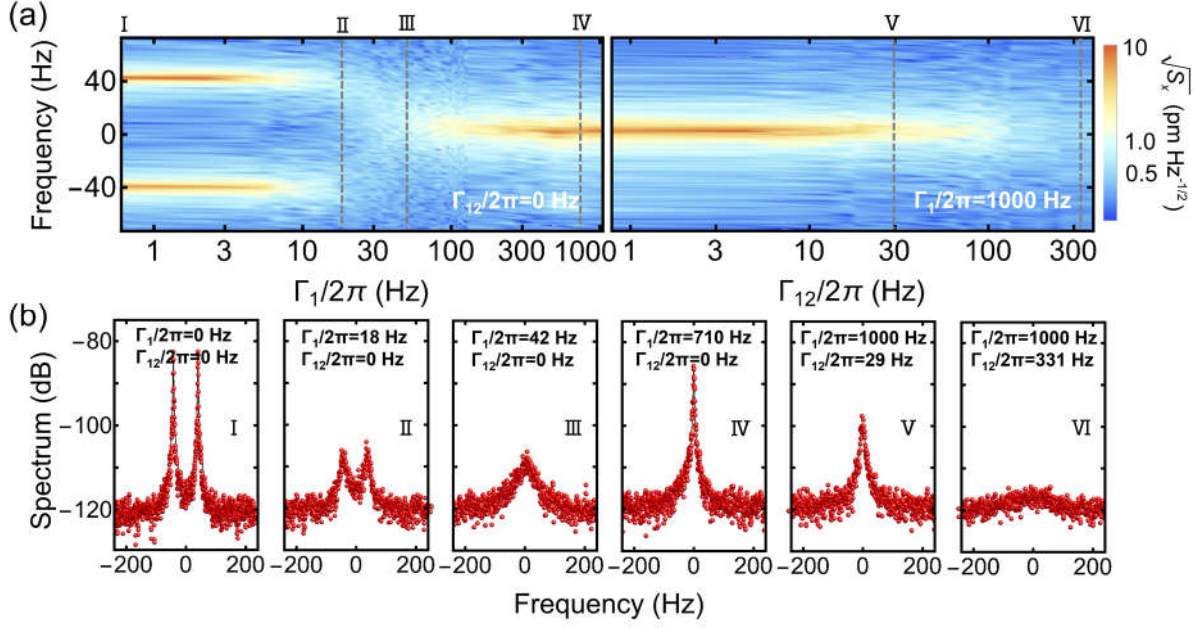 (a)
I II III IV V VI
Frequency (Hz)
40
0
−40
Γ12/2π=0 Hz
Γ1/2π=1000 Hz
10
1.0
0.5
√Sx (pm Hz-1/2)
1 3 10 30 100 300 1000
1 3 10 30 100 300
Γ1/2π (Hz)
Γ12/2π (Hz)
(b)
Spectrum (dB)
−80
−100
−120
Γ1/2π=0 Hz
Γ12/2π=0 Hz
I
Γ1/2π=18 Hz
Γ12/2π=0 Hz
II
Γ1/2π=42 Hz
Γ12/2π=0 Hz
III
Γ1/2π=710 Hz
Γ12/2π=0 Hz
IV
Γ1/2π=1000 Hz
Γ12/2π=29 Hz
V
Γ1/2π=1000 Hz
Γ12/2π=331 Hz
VI
−200 0 200
−200 0 200
−200 0 200
−200 0 200
−200 0 200
−200 0 200
Frequency (Hz)